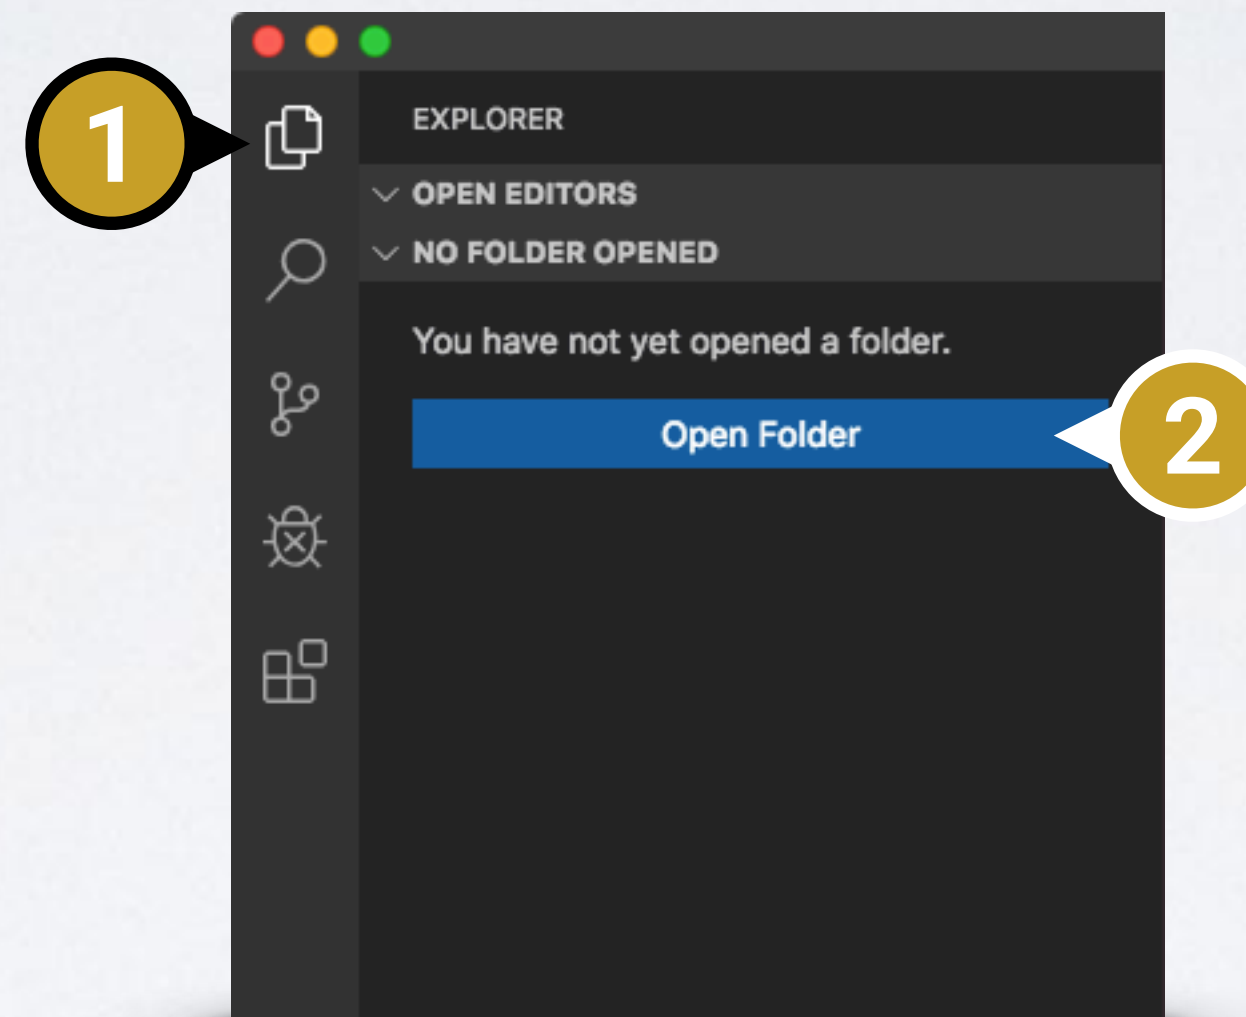 1
EXPLORER
OPEN EDITORS
NO FOLDER OPENED
You have not yet opened a folder.
Open Folder
2